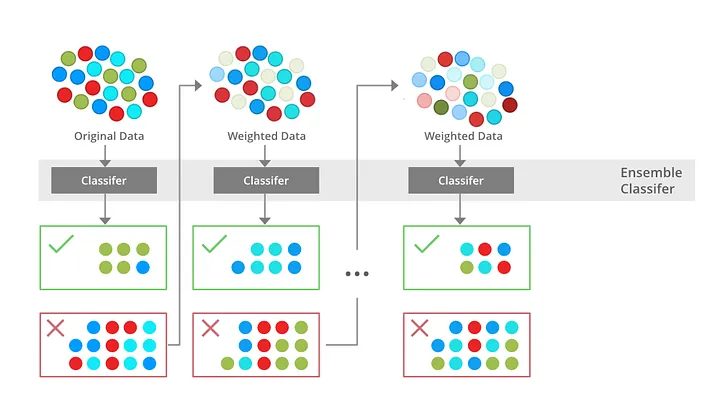 Original Data
Weighted Data
Weighted Data
Classifer
Classifer
Classifer
Ensemble
Classifer
...